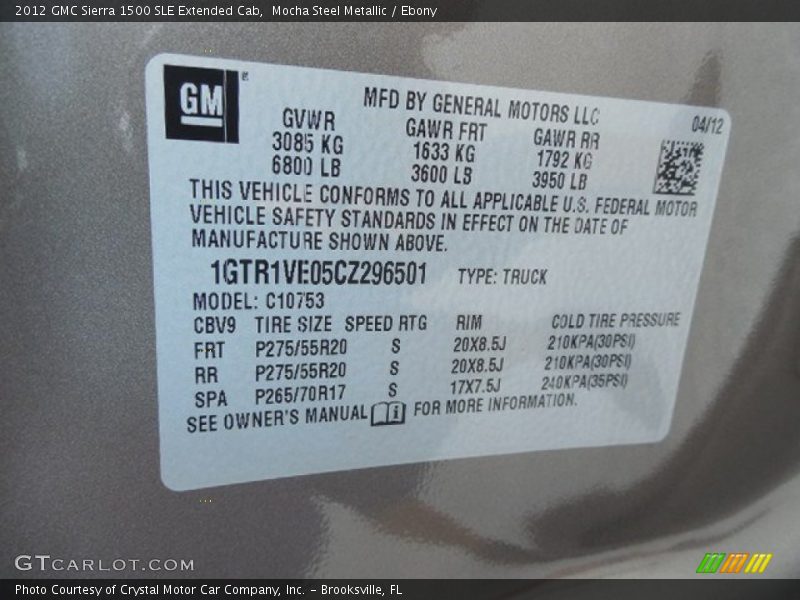 2012 GMC Sierra 1500 SLE Extended Cab,  Mocha Steel Metallic / Ebony
GM
MFD BY GENERAL MOTORS LLC
04/12
GVWR GAWR FRT GAWR RR
3085 KG 1633 KG 1792 KG
6800 LB 3600 LB 3950 LB
THIS VEHICLE CONFORMS TO ALL APPLICABLE U.S. FEDERAL MOTOR
VEHICLE SAFETY STANDARDS IN EFFECT ON THE DATE OF
MANUFACTURE SHOWN ABOVE.
1GTR1VE05CZ296501 TYPE: TRUCK
MODEL: C10753
CBV9 TIRE SIZE SPEED RTG RIM COLD TIRE PRESSURE
FRT P275/55R20 S 20X8.5J 210KPA(30PSI)
RR P275/55R20 S 20X8.5J 210KPA(30PSI)
SPA P265/70R17 S 17X7.5J 240KPA(35PSI)
SEE OWNER'S MANUAL i FOR MORE INFORMATION.
GTCARLOT.COM
Photo Courtesy of Crystal Motor Car Company, Inc. – Brooksville, FL